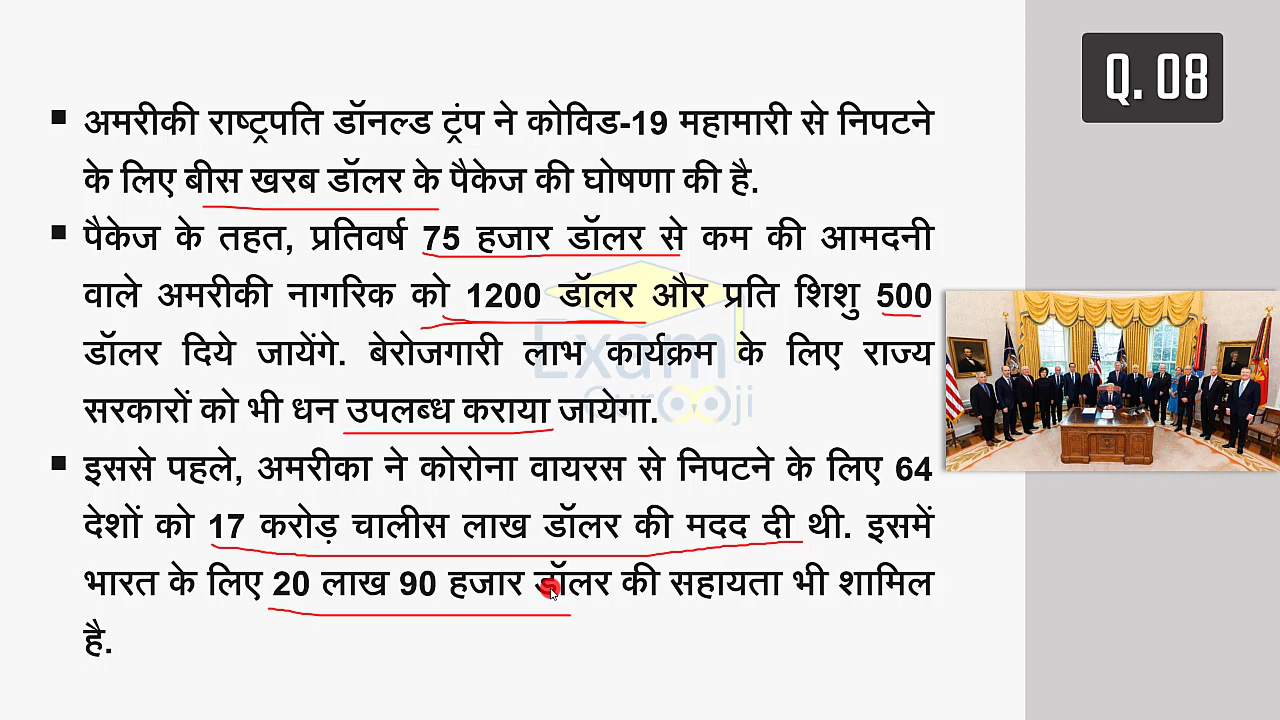 Q. 08
अमरीकी राष्ट्रपति डॉनल्ड ट्रंप ने कोविड-19 महामारी से निपटने
के लिए बीस खरब डॉलर के पैकेज की घोषणा की है.
पैकेज के तहत, प्रतिवर्ष 75 हजार डॉलर से कम की आमदनी
वाले अमरीकी नागरिक को 1200 डॉलर और प्रति शिशु 500
डॉलर दिये जायेंगे. बेरोजगारी लाभ कार्यक्रम के लिए राज्य
सरकारों को भी धन उपलब्ध कराया जायेगा.
इससे पहले, अमरीका ने कोरोना वायरस से निपटने के लिए 64
देशों को 17 करोड़ चालीस लाख डॉलर की मदद दी थी. इसमें
भारत के लिए 20 लाख 90 हजार डॉलर की सहायता भी शामिल
है.
Exam
Gurooji